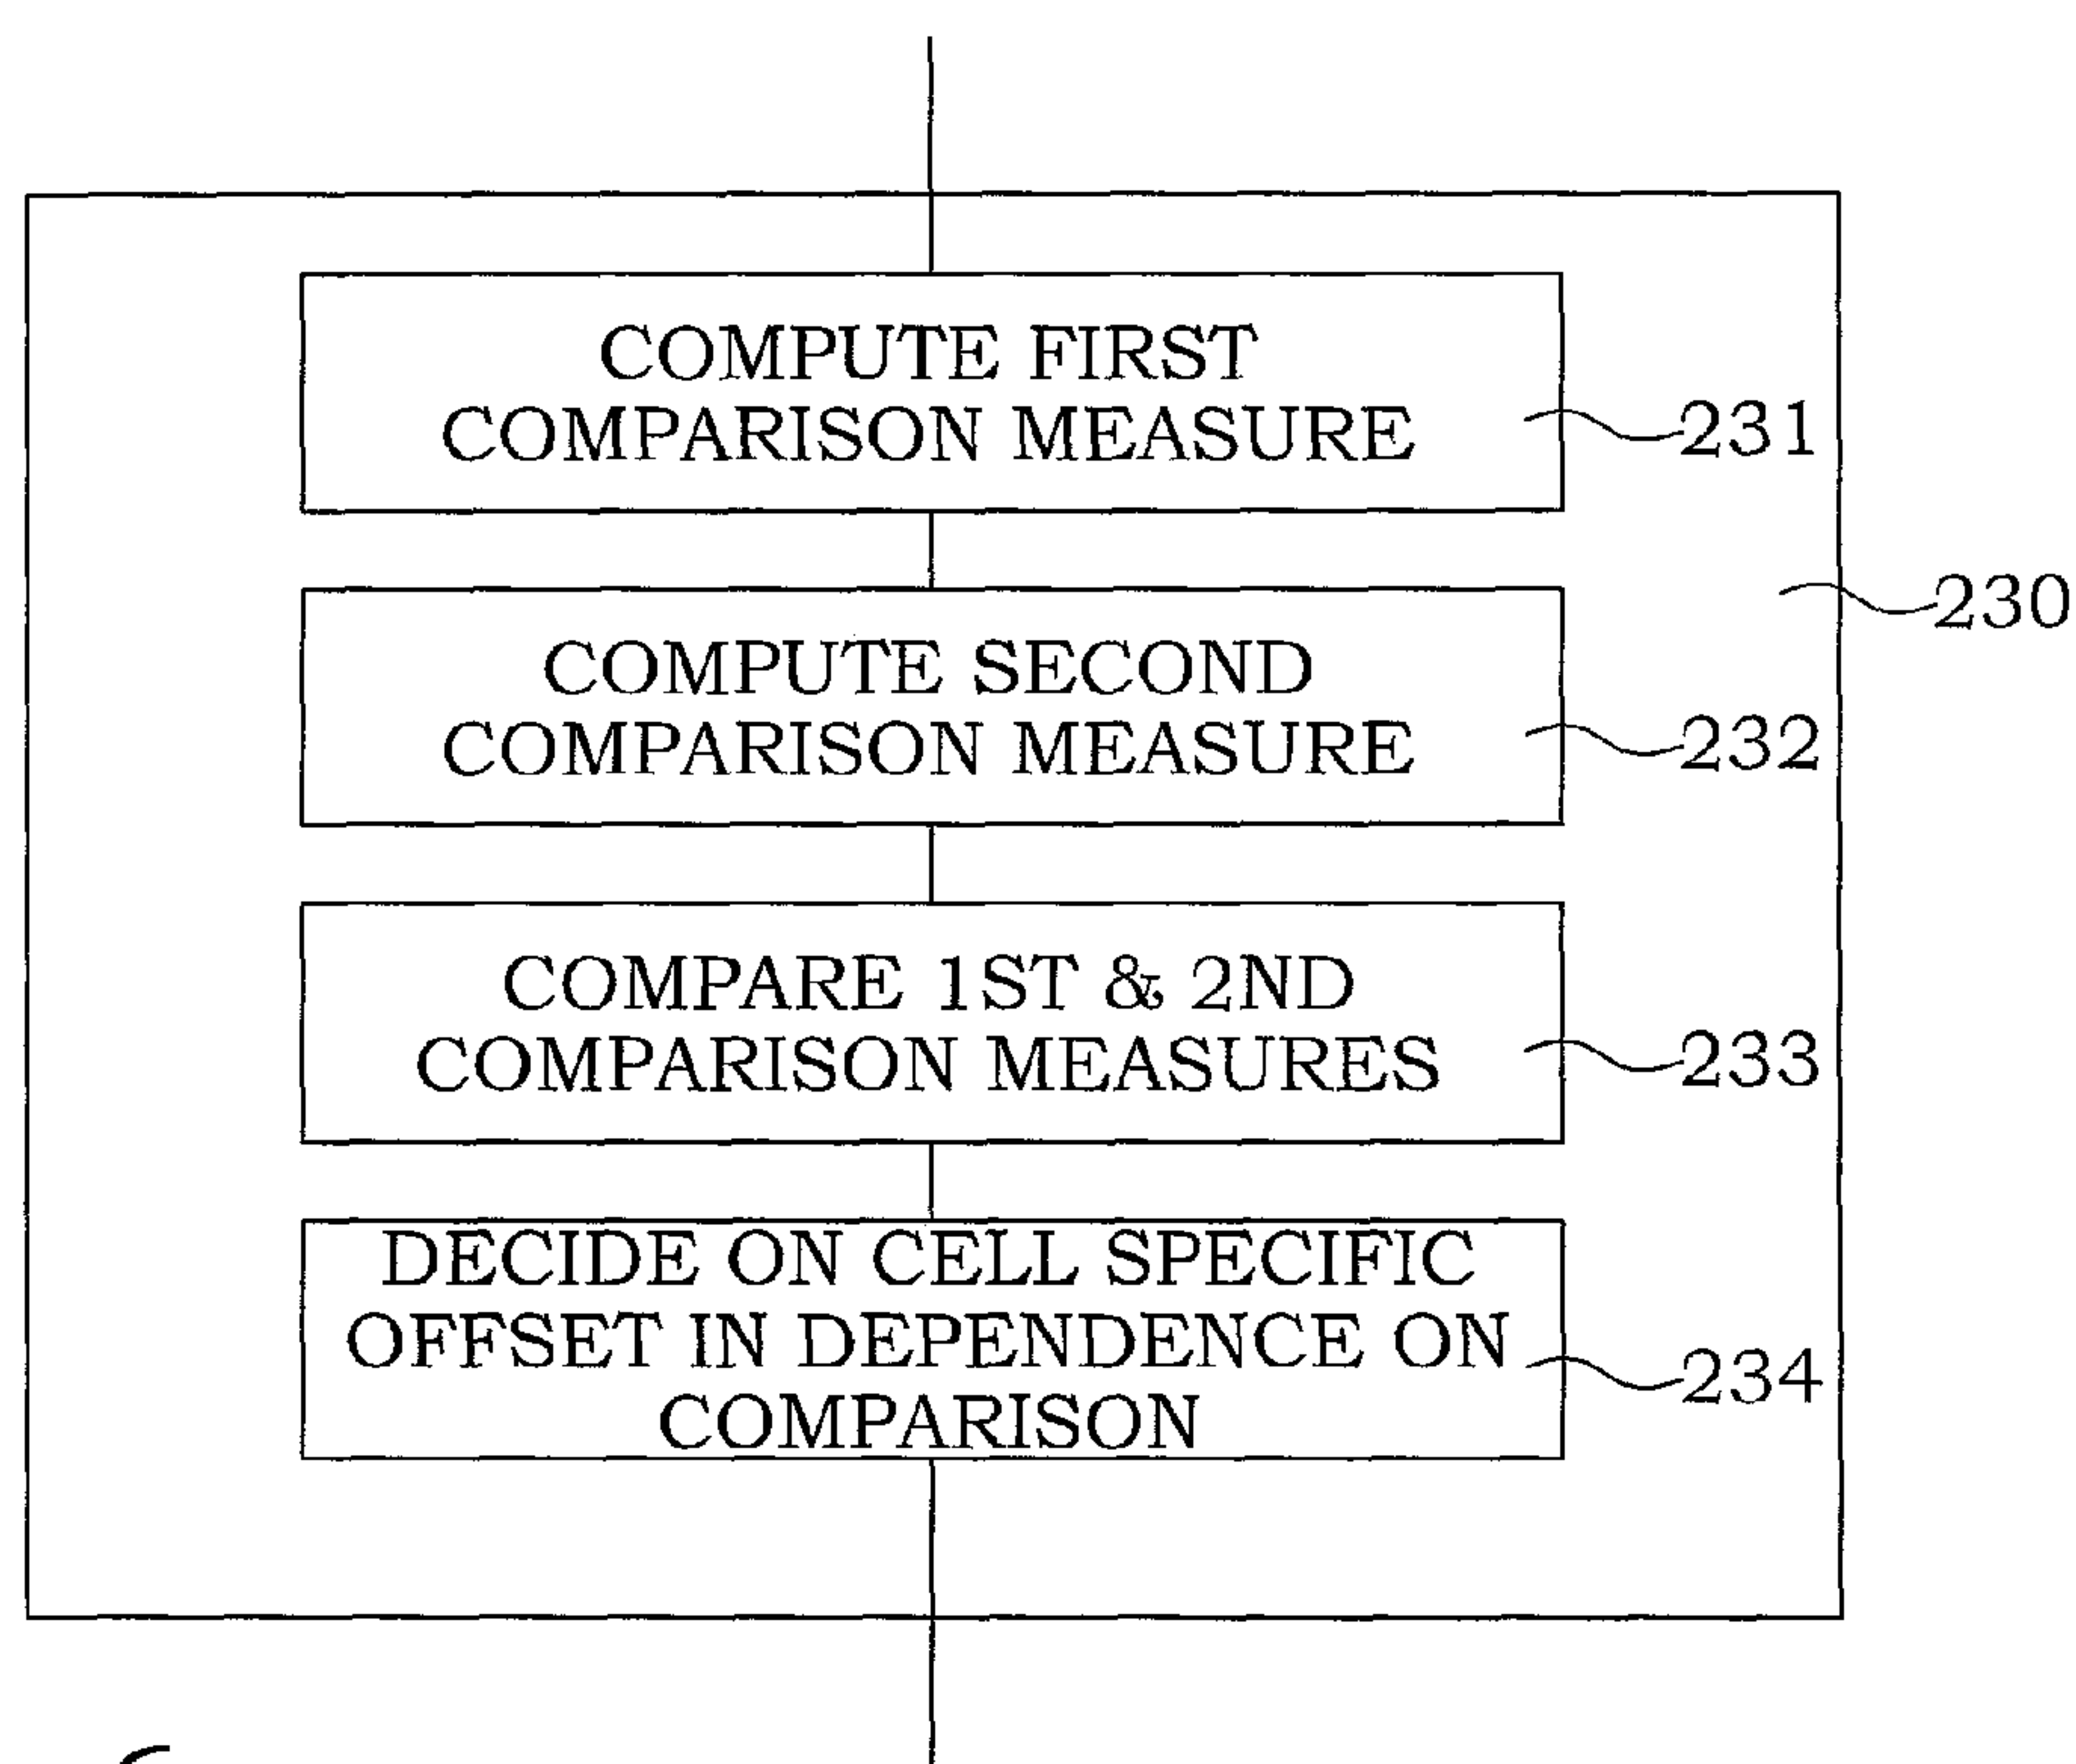 COMPUTE FIRST
COMPARISON MEASURE
231
230
COMPUTE SECOND
COMPARISON MEASURE
232
COMPARE 1ST & 2ND
COMPARISON MEASURES
233
DECIDE ON CELL SPECIFIC
OFFSET IN DEPENDENCE ON
COMPARISON
234